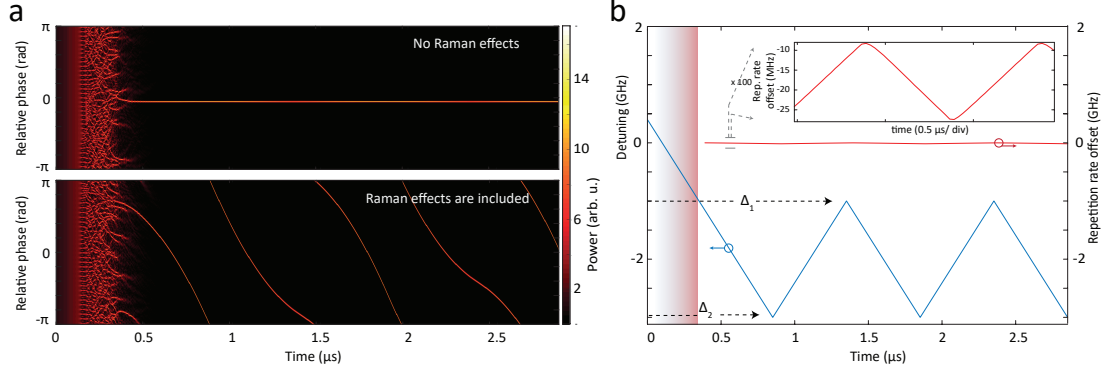 a
π
0
-π
Relative phase (rad)
No Raman effects
π
0
-π
Relative phase (rad)
Raman effects are included
0
0.5
1
1.5
2
2.5
Time (μs)
14
10
6
2
Power (arb. u.)
b
2
0
-2
Detuning (GHz)
x 100
Rep. rate
offset (MHz)
-10
-15
-20
-25
time (0.5 μs/ div)
Δ1
Δ2
2
2
0
-2
Repetition rate offset (GHz)
0
0.5
1
1.5
2
2.5
Time (μs)